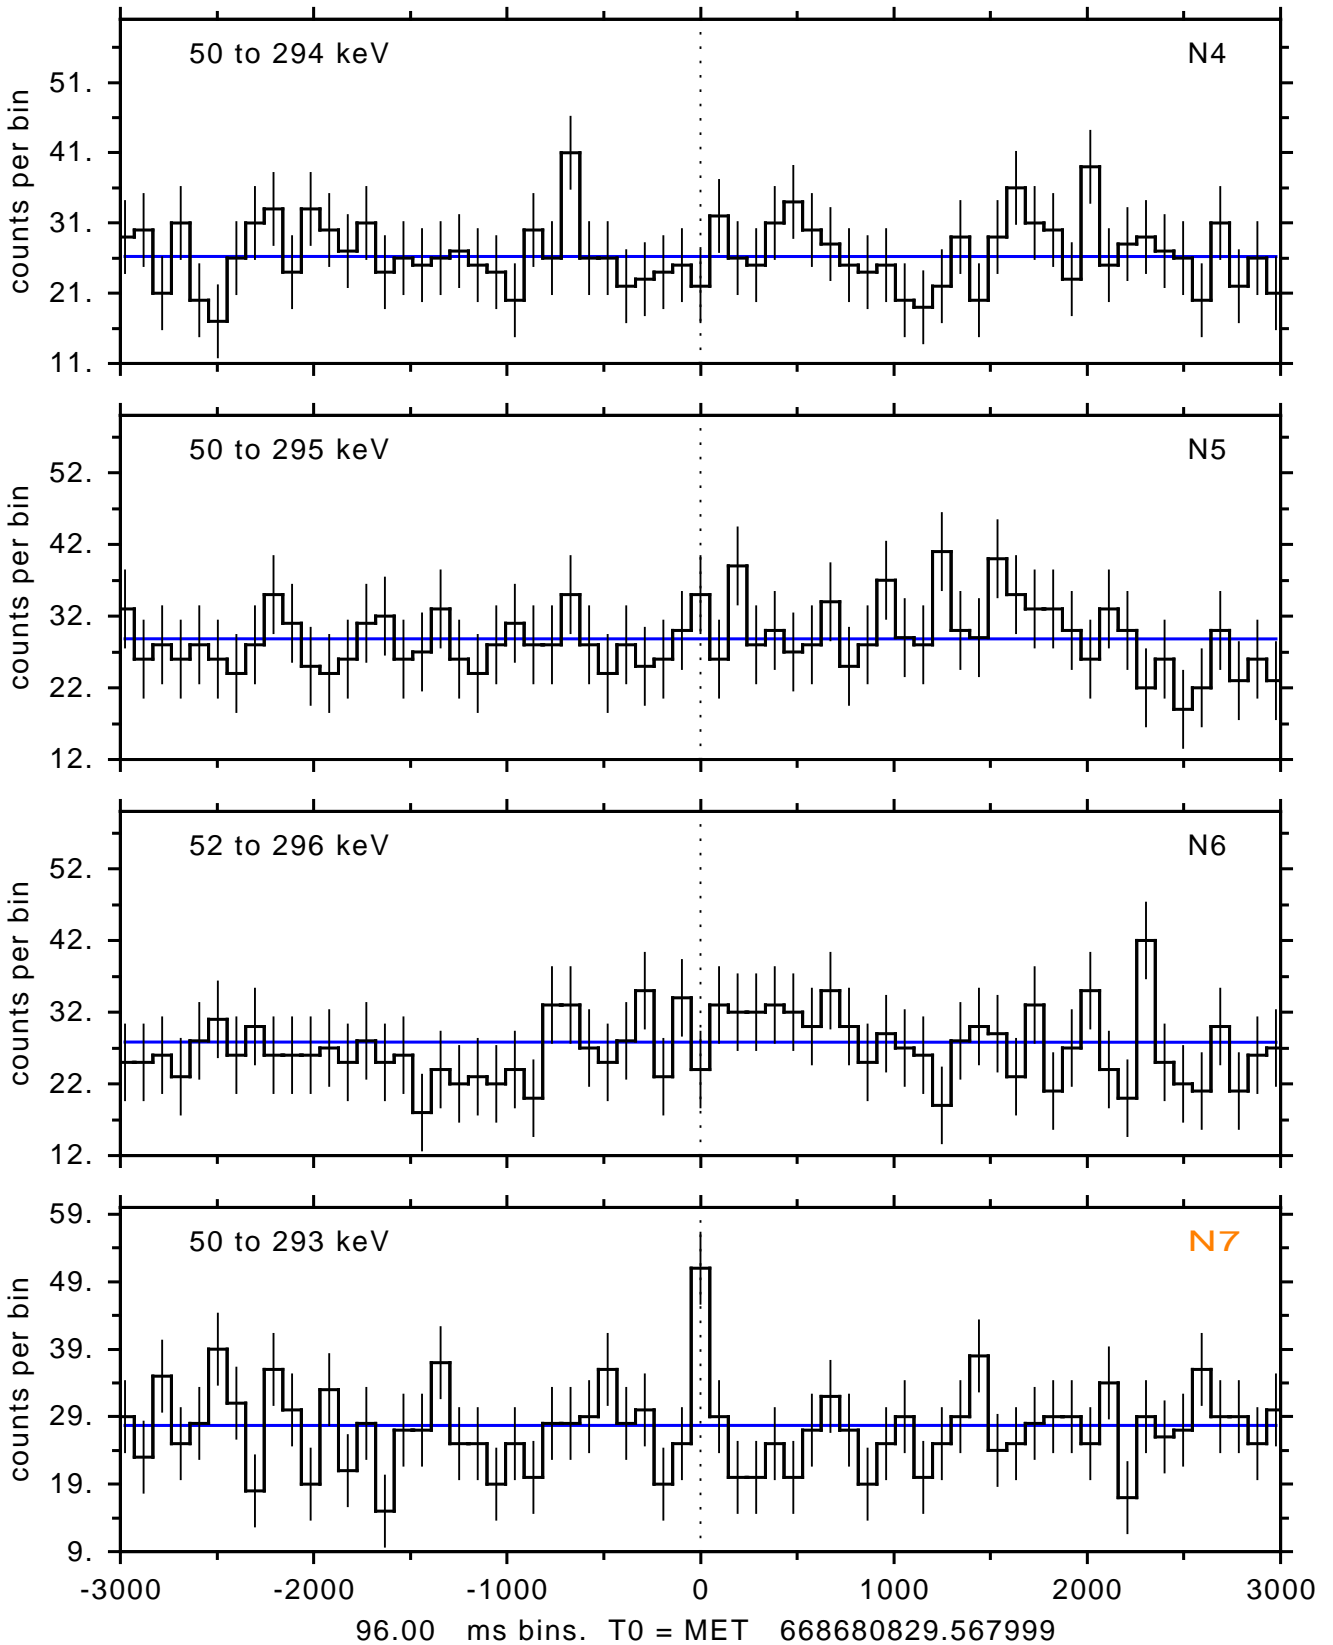 50 to 294 keV N4
counts per bin
51.
41.
31.
21.
11.
50 to 295 keV N5
counts per bin
52.
42.
32.
22.
12.
52 to 296 keV N6
counts per bin
52.
42.
32.
22.
12.
50 to 293 keV N7
counts per bin
59.
49.
39.
29.
19.
9.
-3000 -2000 -1000 0 1000 2000 3000
96.00 ms bins. T0 = MET 668680829.567999